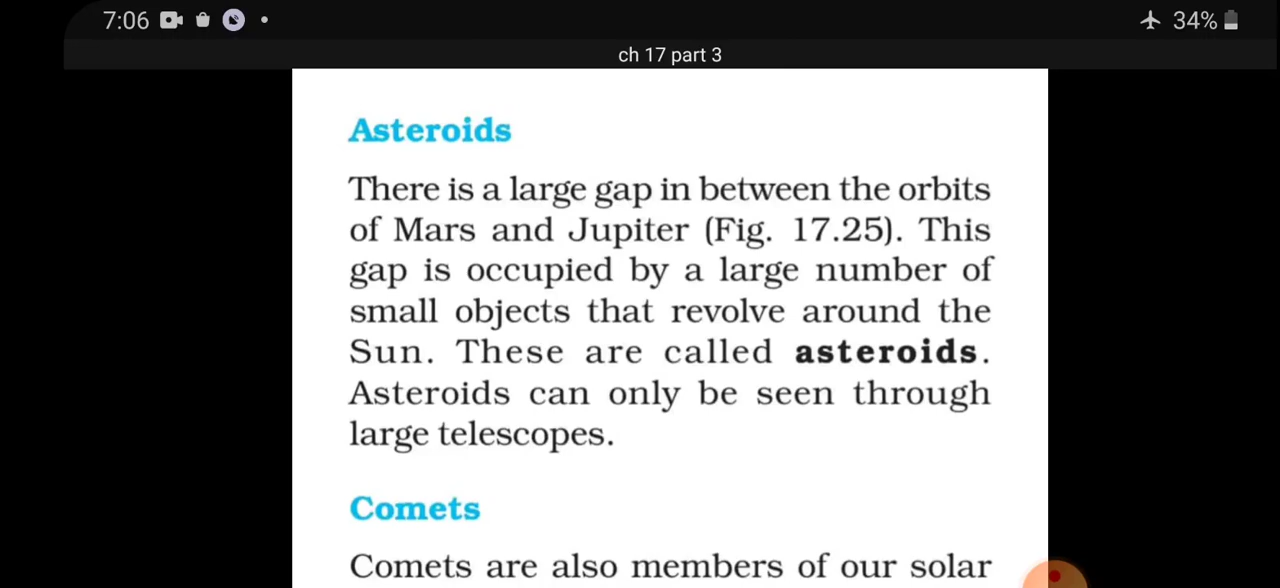 7:06
34%
ch 17 part 3
Asteroids
There is a large gap in between the orbits
of Mars and Jupiter (Fig. 17.25). This
gap is occupied by a large number of
small objects that revolve around the
Sun. These are called asteroids.
Asteroids can only be seen through
large telescopes.
Comets
Comets are also members of our solar